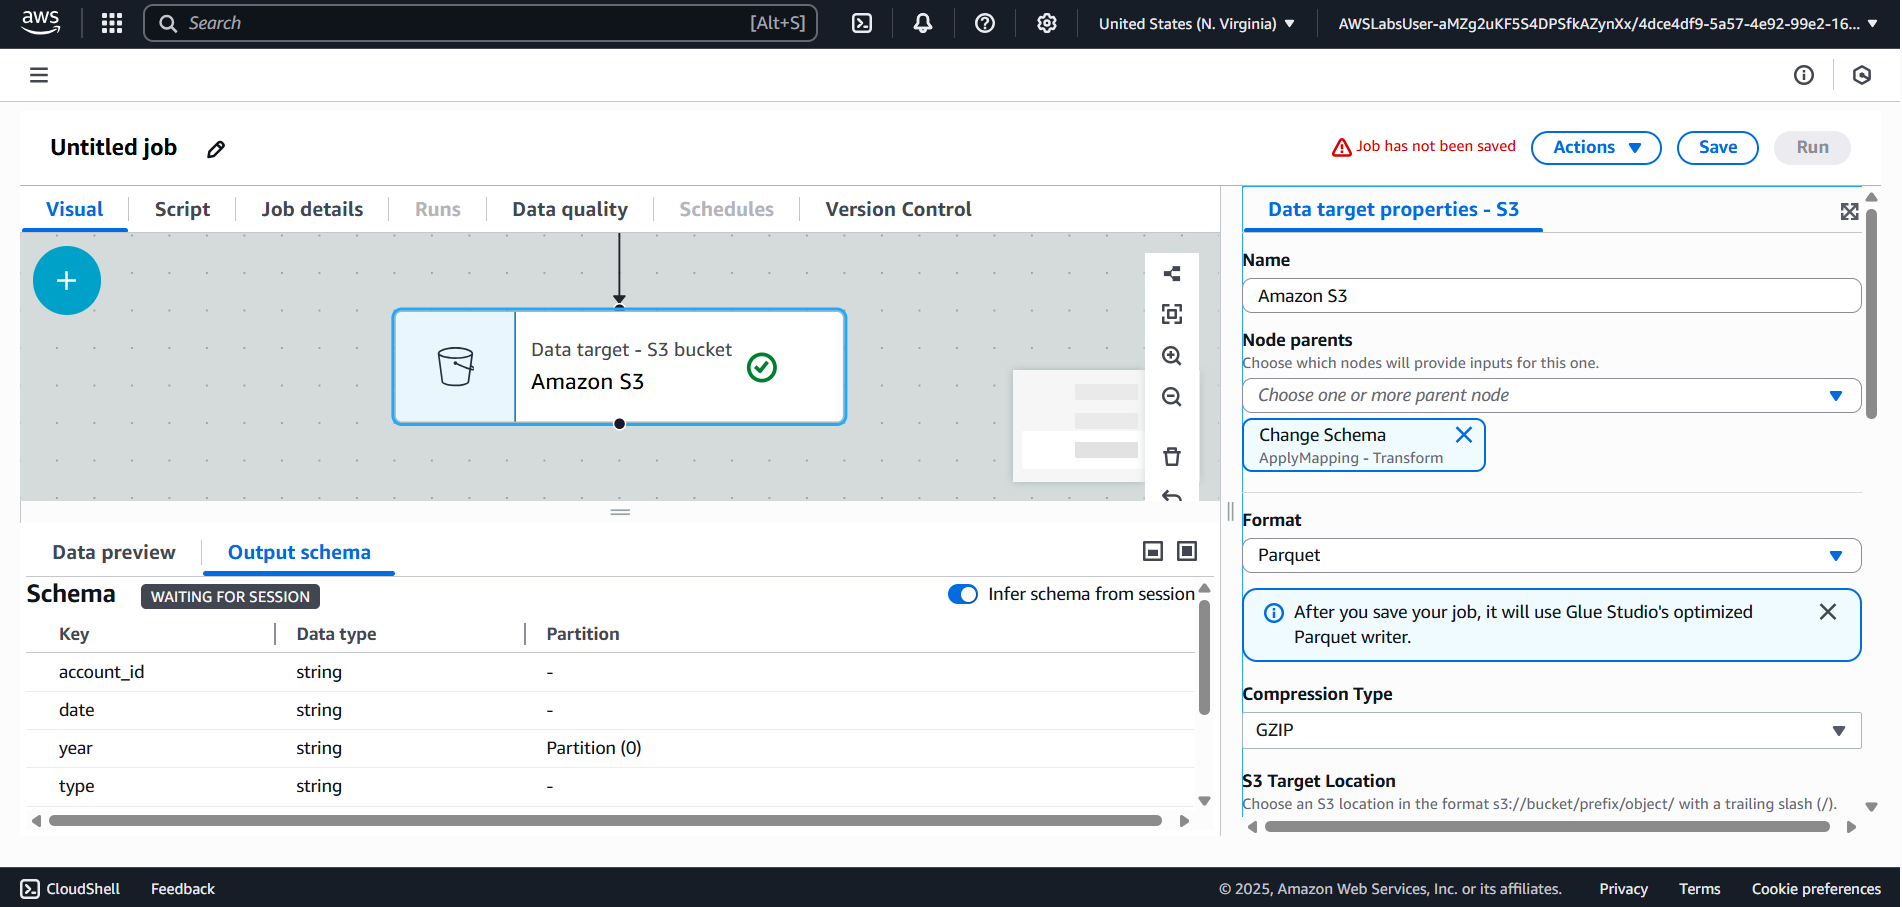 aws
Search [Alt+S]
United States (N. Virginia)
AWSLabsUser-aMZg2uKF5S4DPSfkAZynXx/4dce4df9-5a57-4e92-99e2-16...
Untitled job
Job has not been saved
Actions
Save
Run
Visual
Script
Job details
Runs
Data quality
Schedules
Version Control
Data target - S3 bucket
Amazon S3
Data preview
Output schema
Schema
WAITING FOR SESSION
Infer schema from session
Key Data type Partition
account_id string -
date string -
year string Partition (0)
type string -
Data target properties - S3
Name
Amazon S3
Node parents
Choose which nodes will provide inputs for this one.
Choose one or more parent node
Change Schema
ApplyMapping - Transform
Format
Parquet
After you save your job, it will use Glue Studio's optimized
Parquet writer.
Compression Type
GZIP
S3 Target Location
Choose an S3 location in the format s3://bucket/prefix/object/ with a trailing slash (/).
CloudShell
Feedback
© 2025, Amazon Web Services, Inc. or its affiliates.
Privacy
Terms
Cookie preferences